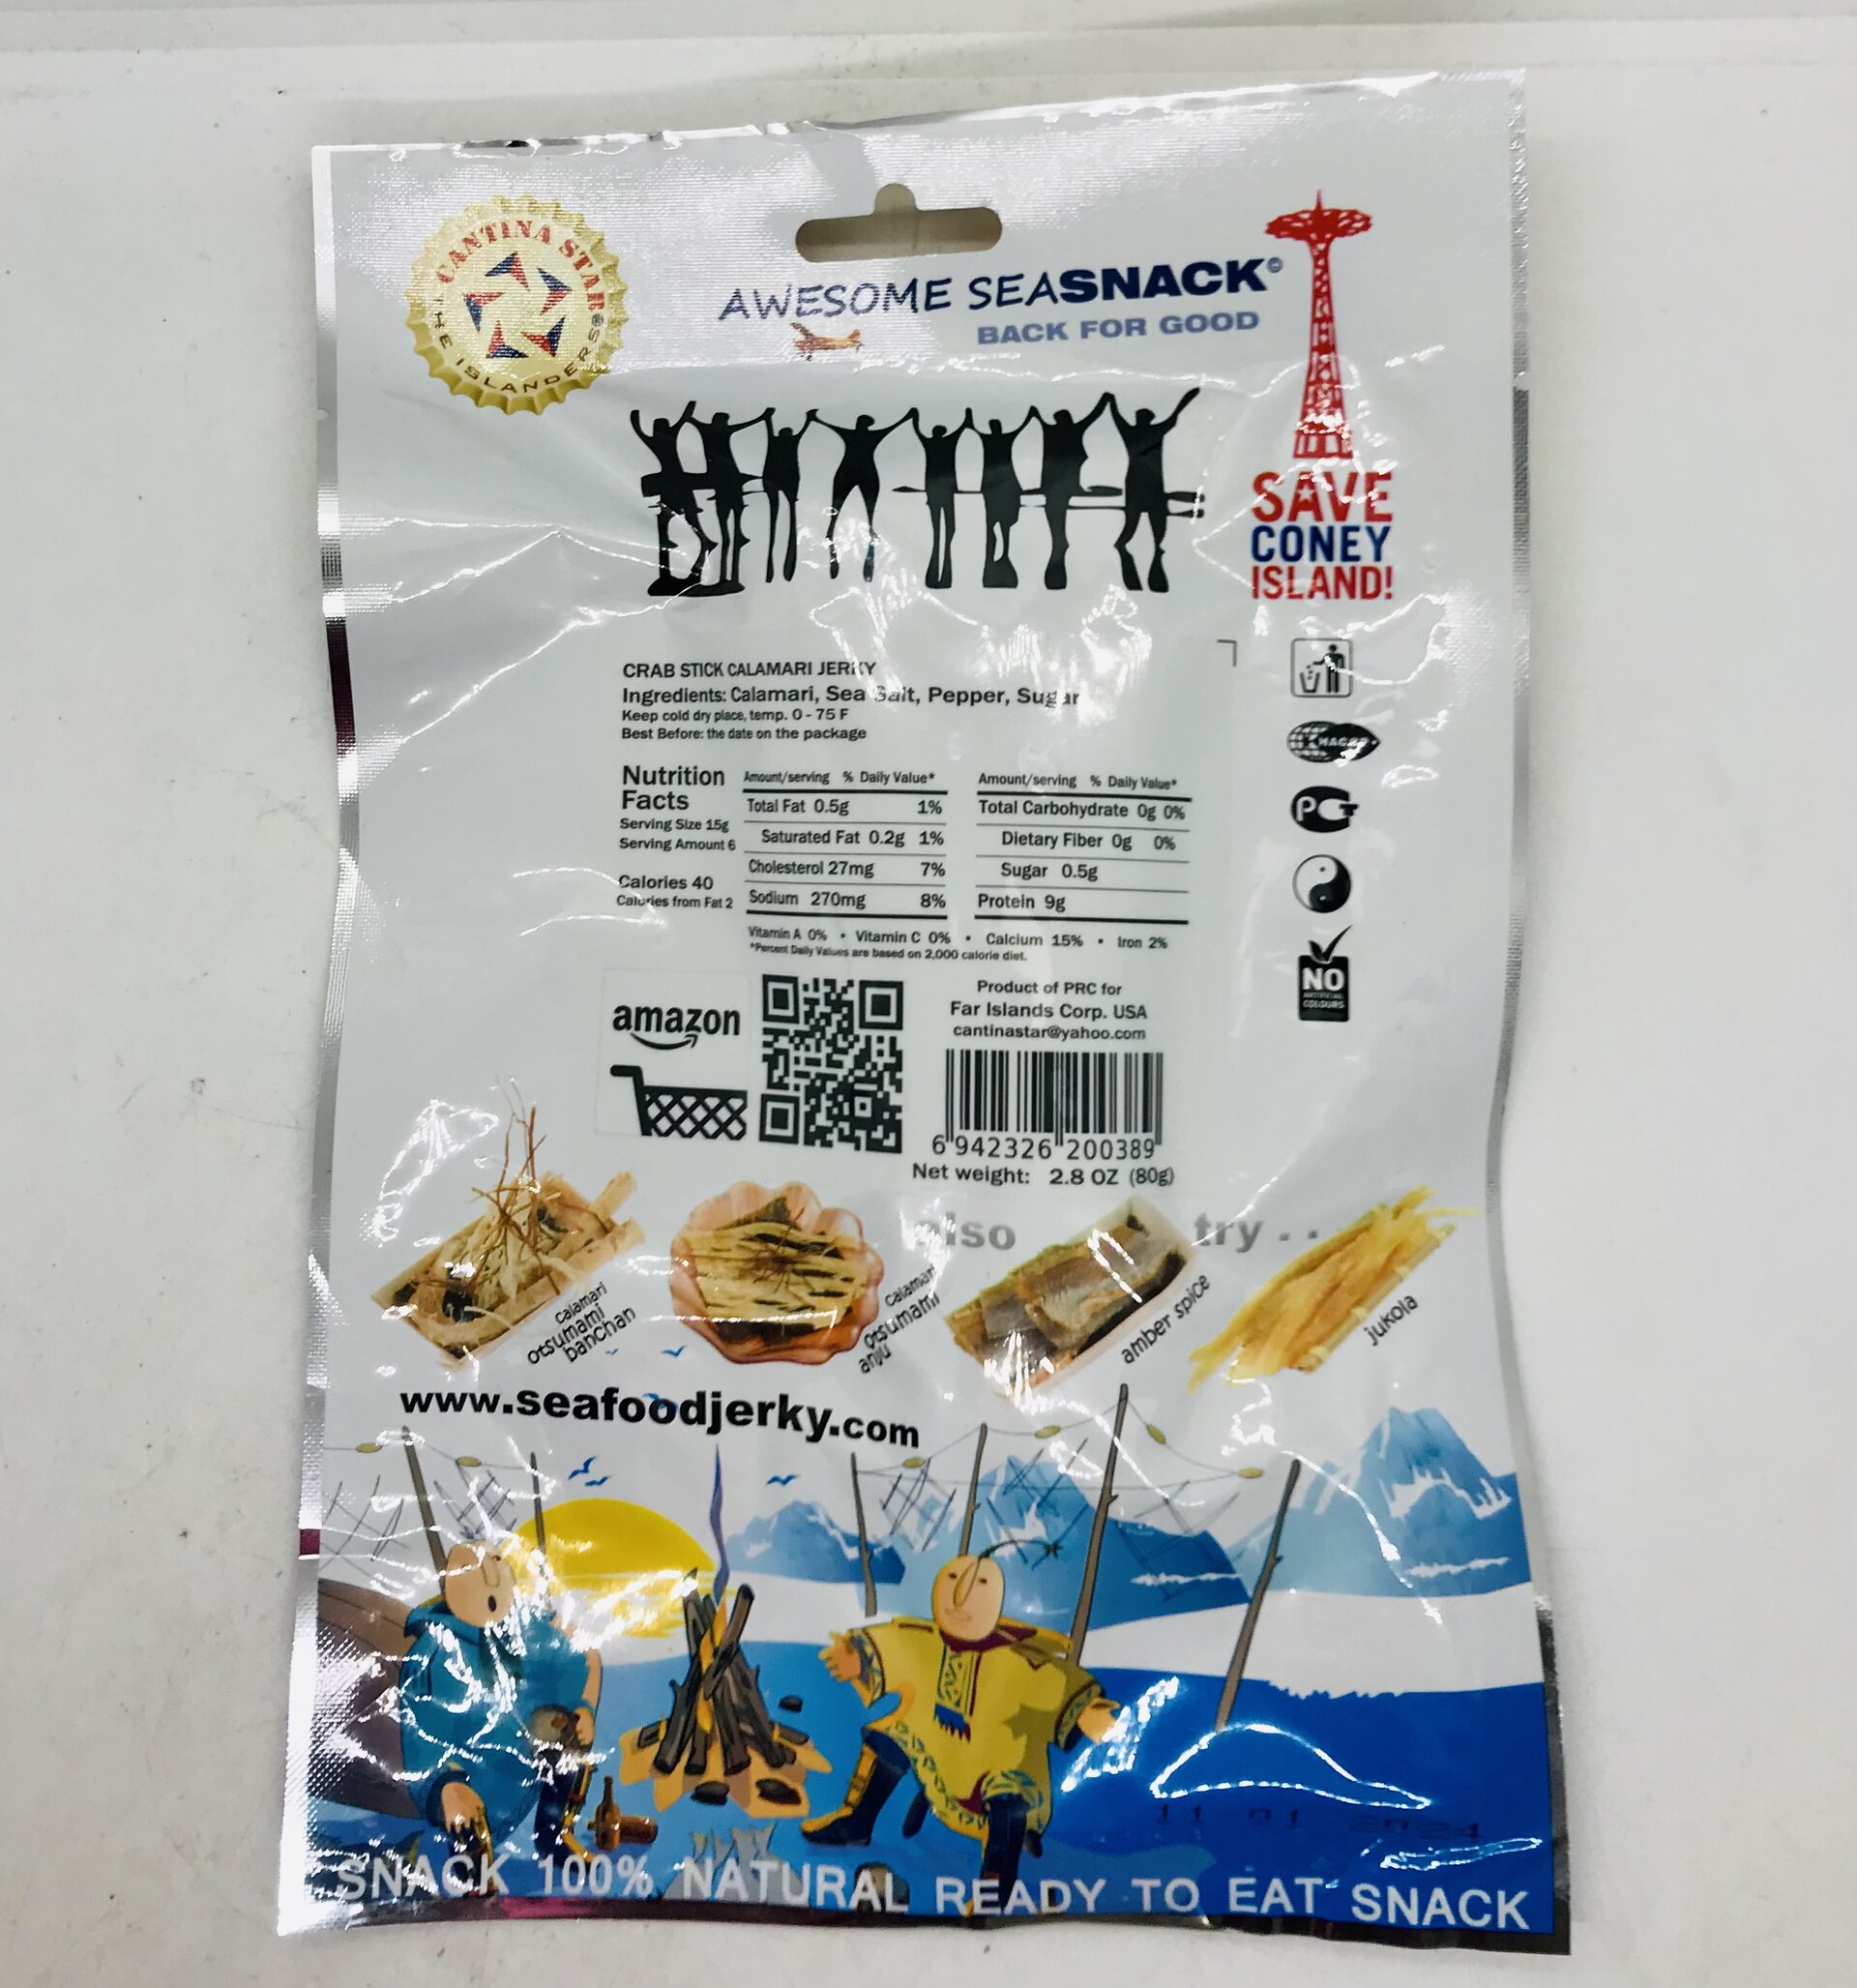 CANTINA STAR®
THE ISLANDERS®
AWESOME SEASNACK©
BACK FOR GOOD
SAVE
CONEY
ISLAND!
CRAB STICK CALAMARI JERKY
Ingredients: Calamari, Sea Salt, Pepper, Sugar
Keep cold dry place, temp. 0 - 75 F
Best Before: the date on the package
Nutrition
Facts
Serving Size 15g
Serving Amount 6
Calories 40
Calories from Fat 2
Amount/serving % Daily Value*
Total Fat 0.5g 1%
Saturated Fat 0.2g 1%
Cholesterol 27mg 7%
Sodium 270mg 8%
Amount/serving % Daily Value*
Total Carbohydrate 0g 0%
Dietary Fiber 0g 0%
Sugar 0.5g
Protein 9g
Vitamin A 0% • Vitamin C 0% • Calcium 15% • Iron 2%
*Percent Daily Values are based on 2,000 calorie diet.
HACCP
PCT
NO
ARTIFICIAL
COLOURS
amazon
Product of PRC for
Far Islands Corp. USA
cantinastar@yahoo.com
6 942326 200389
Net weight: 2.8 OZ (80g)
also try . .
calamari
otsumami
banchan
calamari
otsumami
anju
amber spice
jukola
www.seafoodjerky.com
11 01 2024
SNACK 100% NATURAL READY TO EAT SNACK